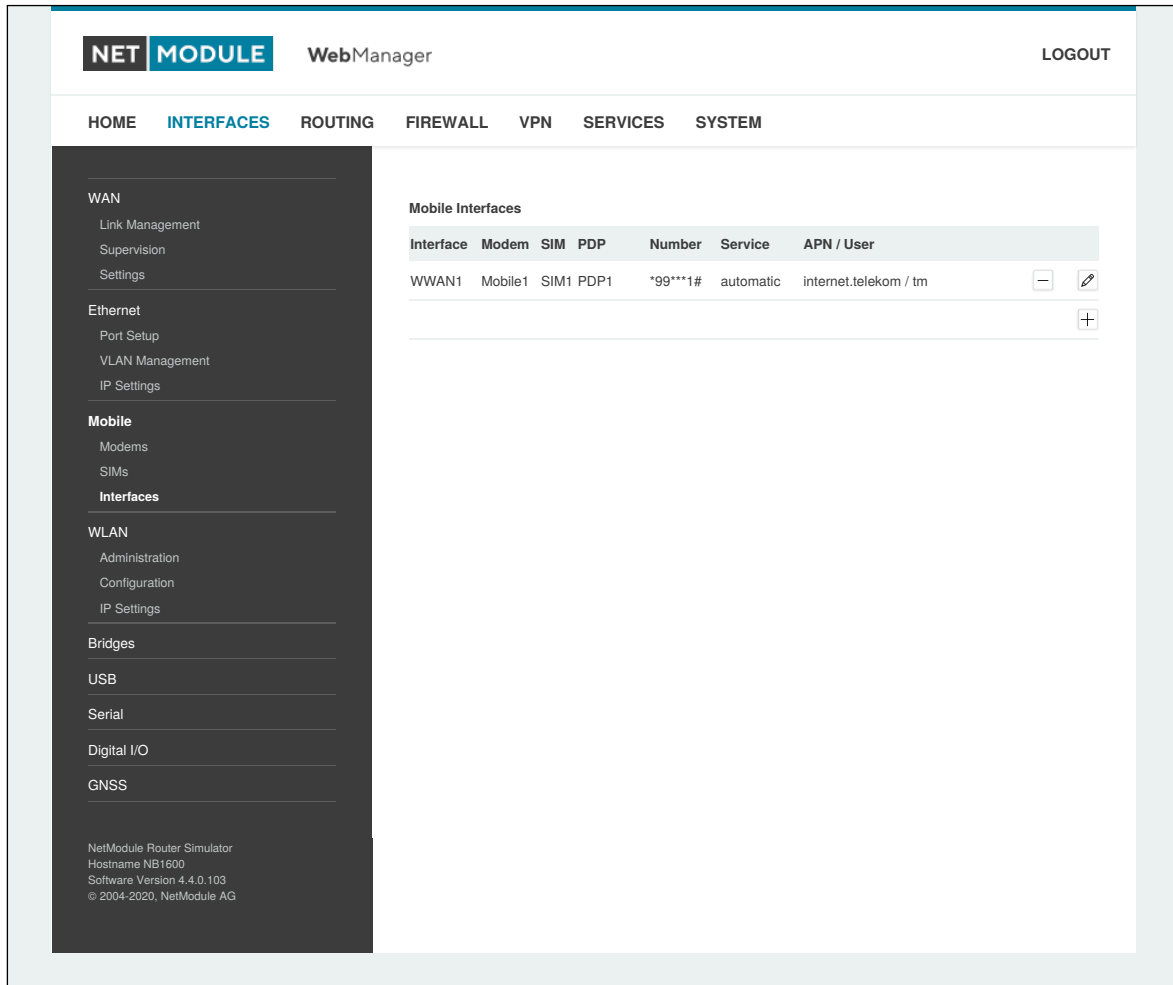 NET MODULE WebManager LOGOUT
HOME INTERFACES ROUTING FIREWALL VPN SERVICES SYSTEM
WAN
Link Management
Supervision
Settings
Ethernet
Port Setup
VLAN Management
IP Settings
Mobile
Modems
SIMs
Interfaces
WLAN
Administration
Configuration
IP Settings
Bridges
USB
Serial
Digital I/O
GNSS
NetModule Router Simulator
Hostname NB1600
Software Version 4.4.0.103
© 2004-2020, NetModule AG
Mobile Interfaces
Interface Modem SIM PDP Number Service APN / User
WWAN1 Mobile1 SIM1 PDP1 *99***1# automatic internet.telekom / tm